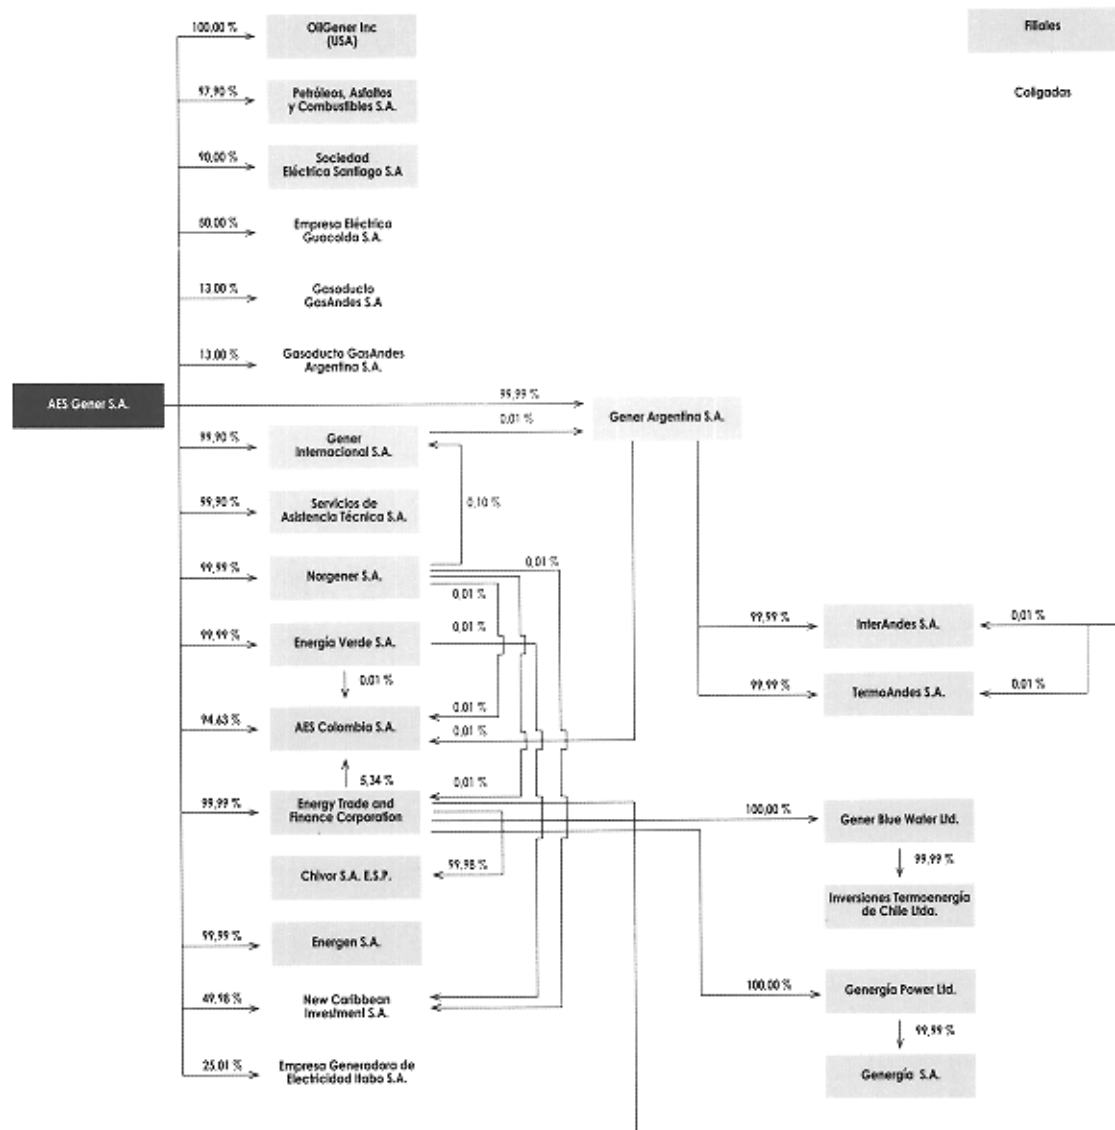 100,00 %
OilGener Inc
(USA)
Filiales
97,90 %
Petróleos, Asfaltos
y Combustibles S.A.
Coligadas
90,00 %
Sociedad
Eléctrica Santiago S.A
50,00 %
Empresa Eléctrica
Guacolda S.A.
13,00 %
Gasoducto
GasAndes S.A
13,00 %
Gasoducto GasAndes
Argentina S.A.
AES Gener S.A.
99,99 %
0,01 %
Gener Argentina S.A.
99,90 %
Gener
Internacional S.A.
0,10 %
99,90 %
Servicios de
Asistencia Técnica S.A.
99,99 %
Norgener S.A.
0,01 %
0,01 %
99,99 %
Energía Verde S.A.
0,01 %
99,99 %
InterAndes S.A.
0,01 %
0,01 %
99,99 %
TermoAndes S.A.
0,01 %
94,63 %
AES Colombia S.A.
0,01 %
0,01 %
5,34 %
99,99 %
Energy Trade and
Finance Corporation
0,01 %
100,00 %
Gener Blue Water Ltd.
99,99 %
Chivor S.A. E.S.P.
99,98 %
Inversiones Termoenergía
de Chile Ltda.
99,99 %
Energen S.A.
49,98 %
New Caribbean
Investment S.A.
100,00 %
Genergía Power Ltd.
99,99 %
25,01 %
Empresa Generadora de
Electricidad Itabo S.A.
Genergía S.A.